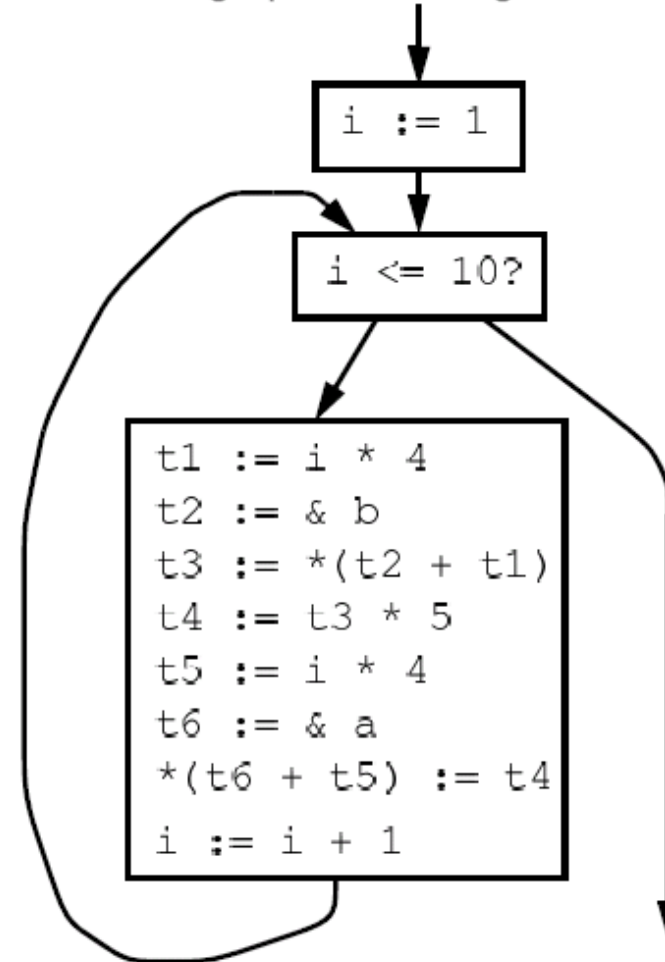 i := 1
i <= 10?
t1 := i * 4
t2 := & b
t3 := *(t2 + t1)
t4 := t3 * 5
t5 := i * 4
t6 := & a
*(t6 + t5) := t4
i := i + 1